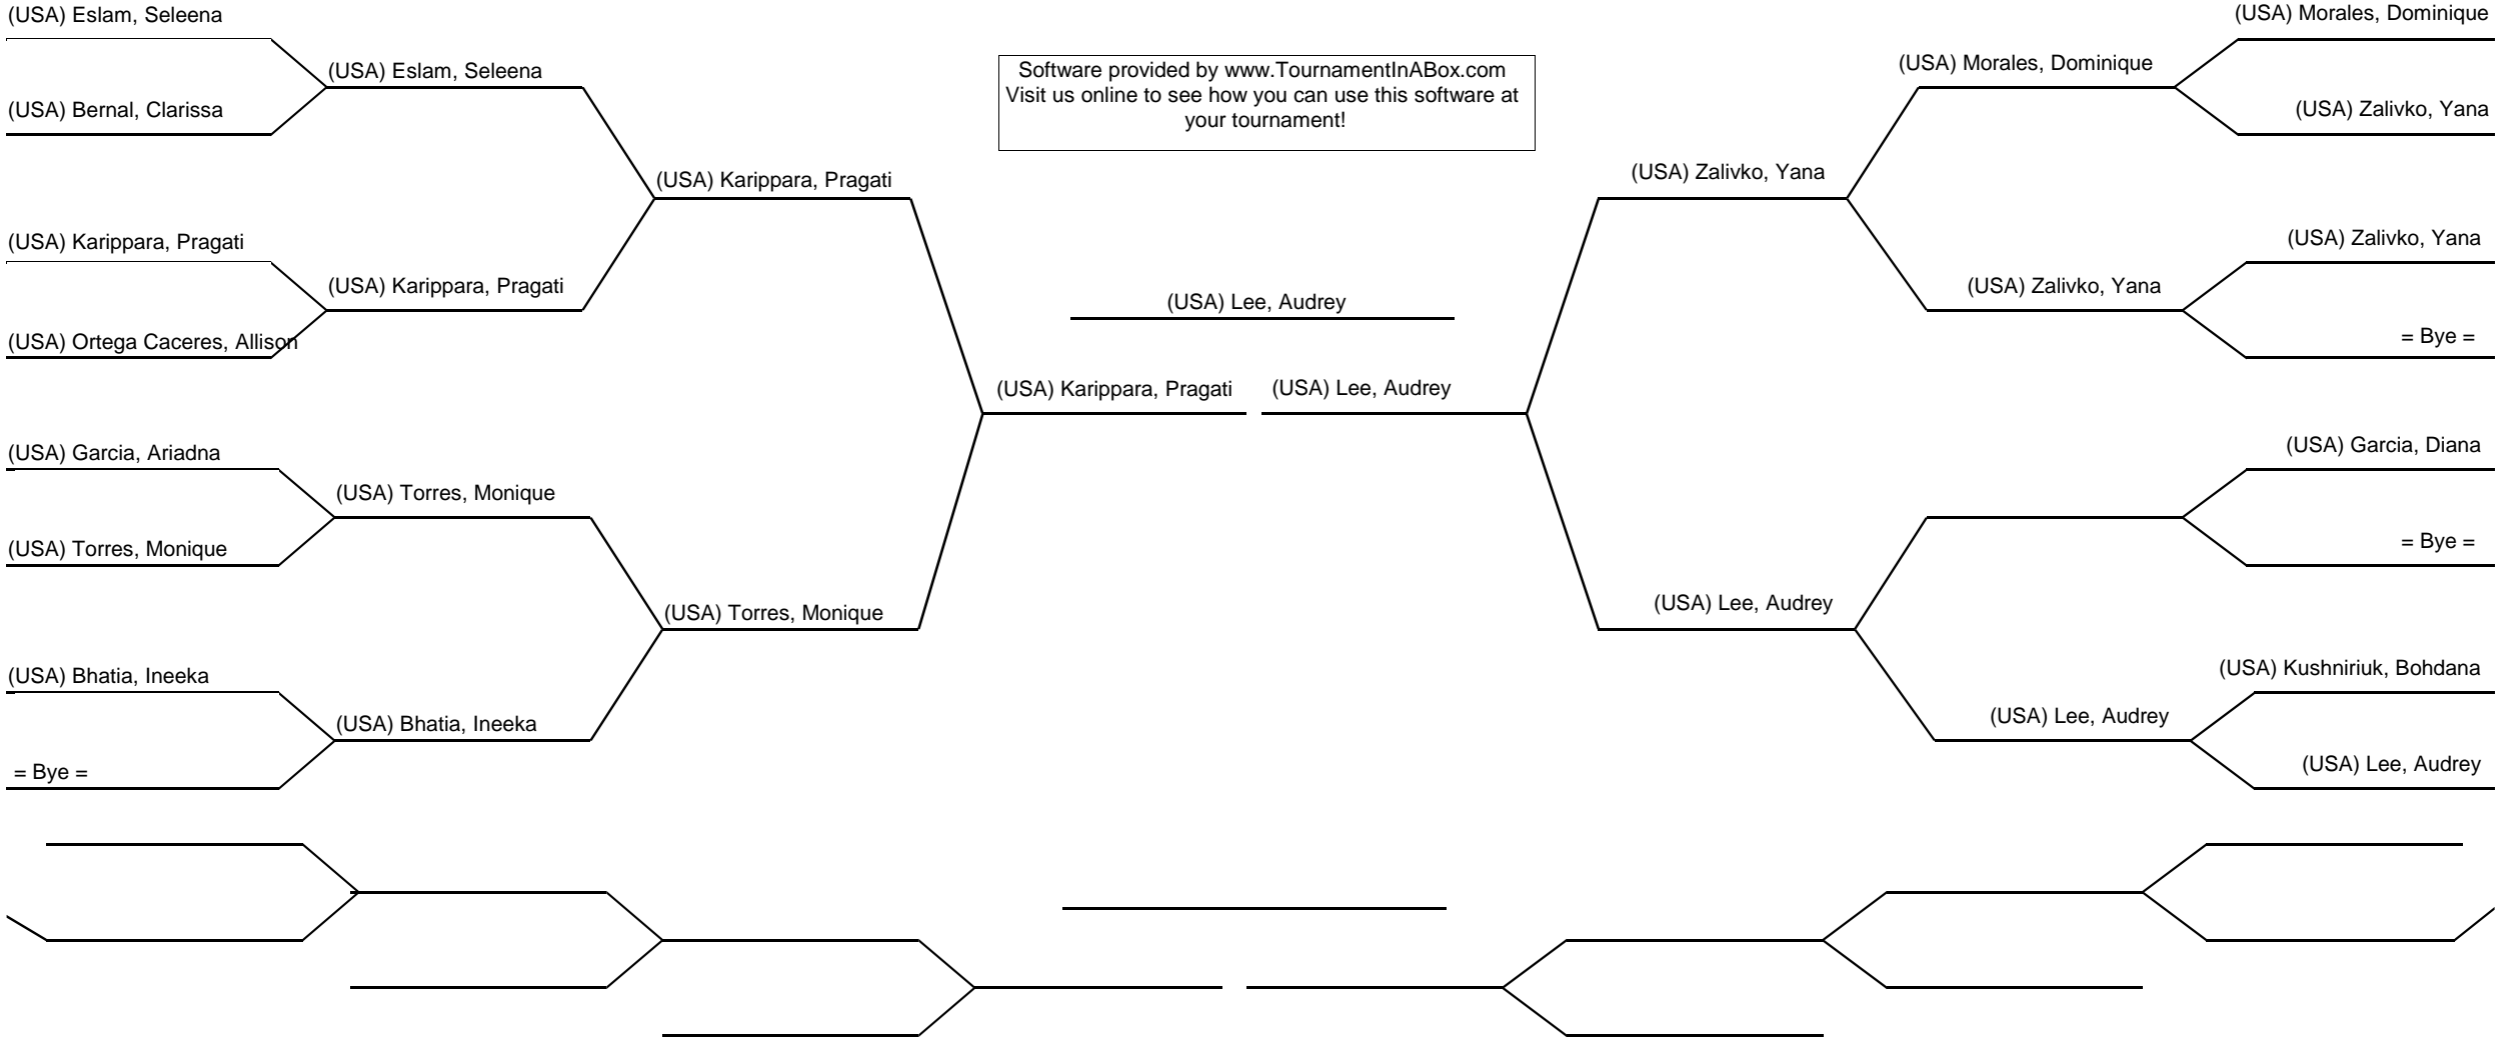 (USA) Eslam, Seleena
(USA) Bernal, Clarissa
(USA) Karippara, Pragati
(USA) Ortega Caceres, Allison
(USA) Garcia, Ariadna
(USA) Torres, Monique
(USA) Bhatia, Ineeka
= Bye =
(USA) Eslam, Seleena
(USA) Karippara, Pragati
(USA) Torres, Monique
(USA) Bhatia, Ineeka
(USA) Karippara, Pragati
(USA) Torres, Monique
(USA) Karippara, Pragati
Software provided by www.TournamentInABox.com
Visit us online to see how you can use this software at
your tournament!
(USA) Lee, Audrey
(USA) Lee, Audrey
(USA) Zalivko, Yana
(USA) Lee, Audrey
(USA) Morales, Dominique
(USA) Zalivko, Yana
(USA) Lee, Audrey
(USA) Morales, Dominique
(USA) Zalivko, Yana
(USA) Zalivko, Yana
= Bye =
(USA) Garcia, Diana
= Bye =
(USA) Kushniriuk, Bohdana
(USA) Lee, Audrey